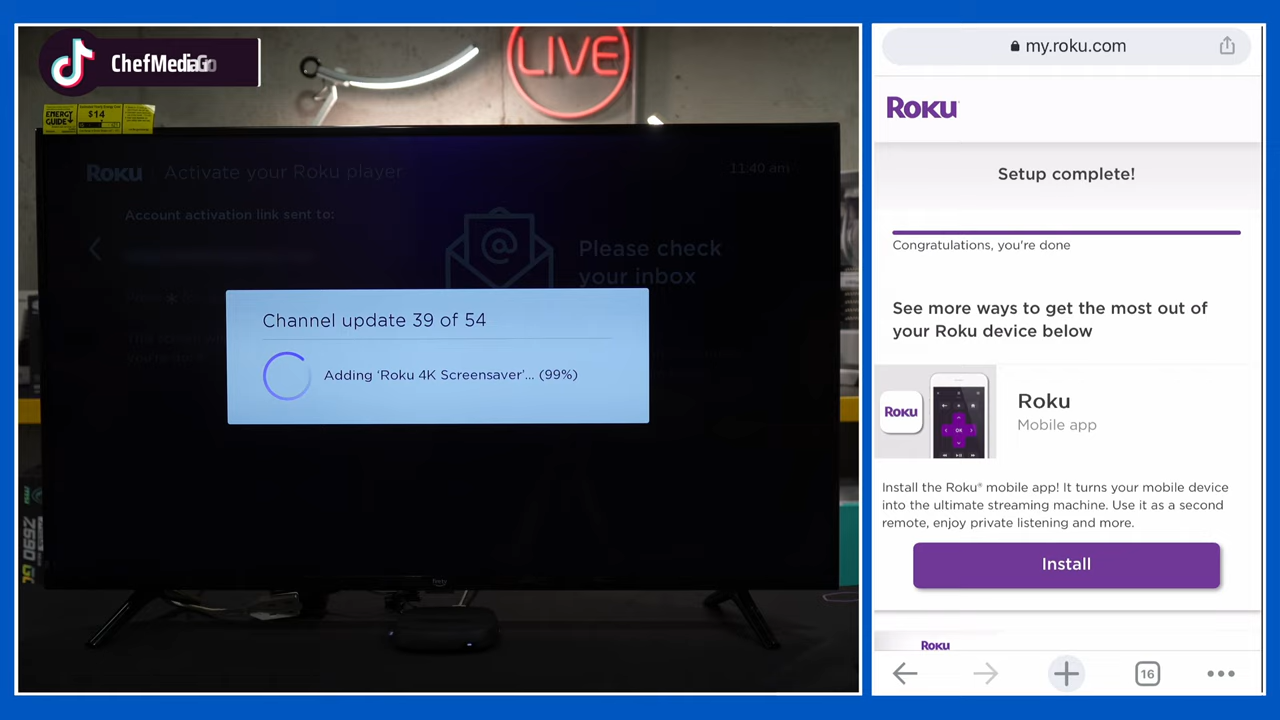 ChefMedia
LIVE
ENERGY
GUIDE
$14
Roku
Activate your Roku player
11:40 am
Account activation link sent to:
Please check
your inbox
Channel update 39 of 54
Adding 'Roku 4K Screensaver'... (99%)
my.roku.com
Roku
Setup complete!
Congratulations, you're done
See more ways to get the most out of
your Roku device below
Roku
Roku
Mobile app
OK
Install the Roku® mobile app! It turns your mobile device
into the ultimate streaming machine. Use it as a second
remote, enjoy private listening and more.
Install
Roku
16